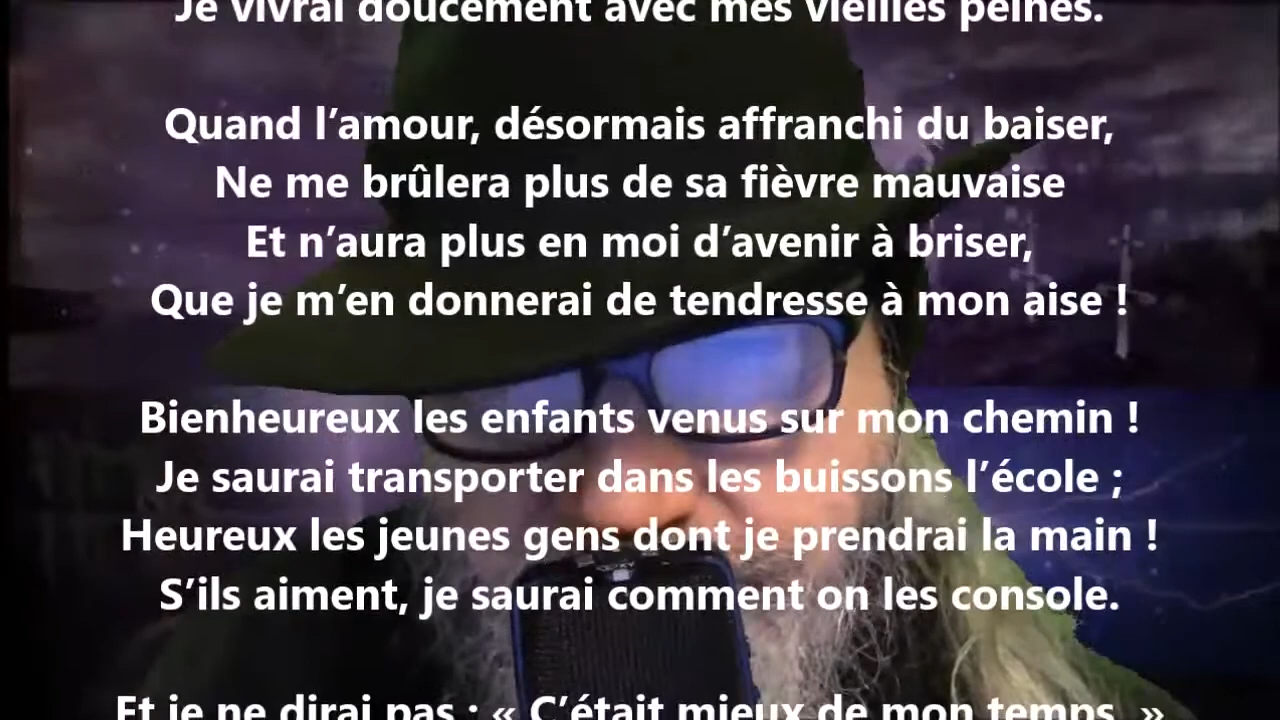 Je vivrai doucement avec mes vieilles peines.
Quand l’amour, désormais affranchi du baiser,
Ne me brûlera plus de sa fièvre mauvaise
Et n’aura plus en moi d’avenir à briser,
Que je m’en donnerai de tendresse à mon aise !
Bienheureux les enfants venus sur mon chemin !
Je saurai transporter dans les buissons l’école ;
Heureux les jeunes gens dont je prendrai la main !
S’ils aiment, je saurai comment on les console.
Et je ne dirai pas : « C’était mieux de mon temps. »